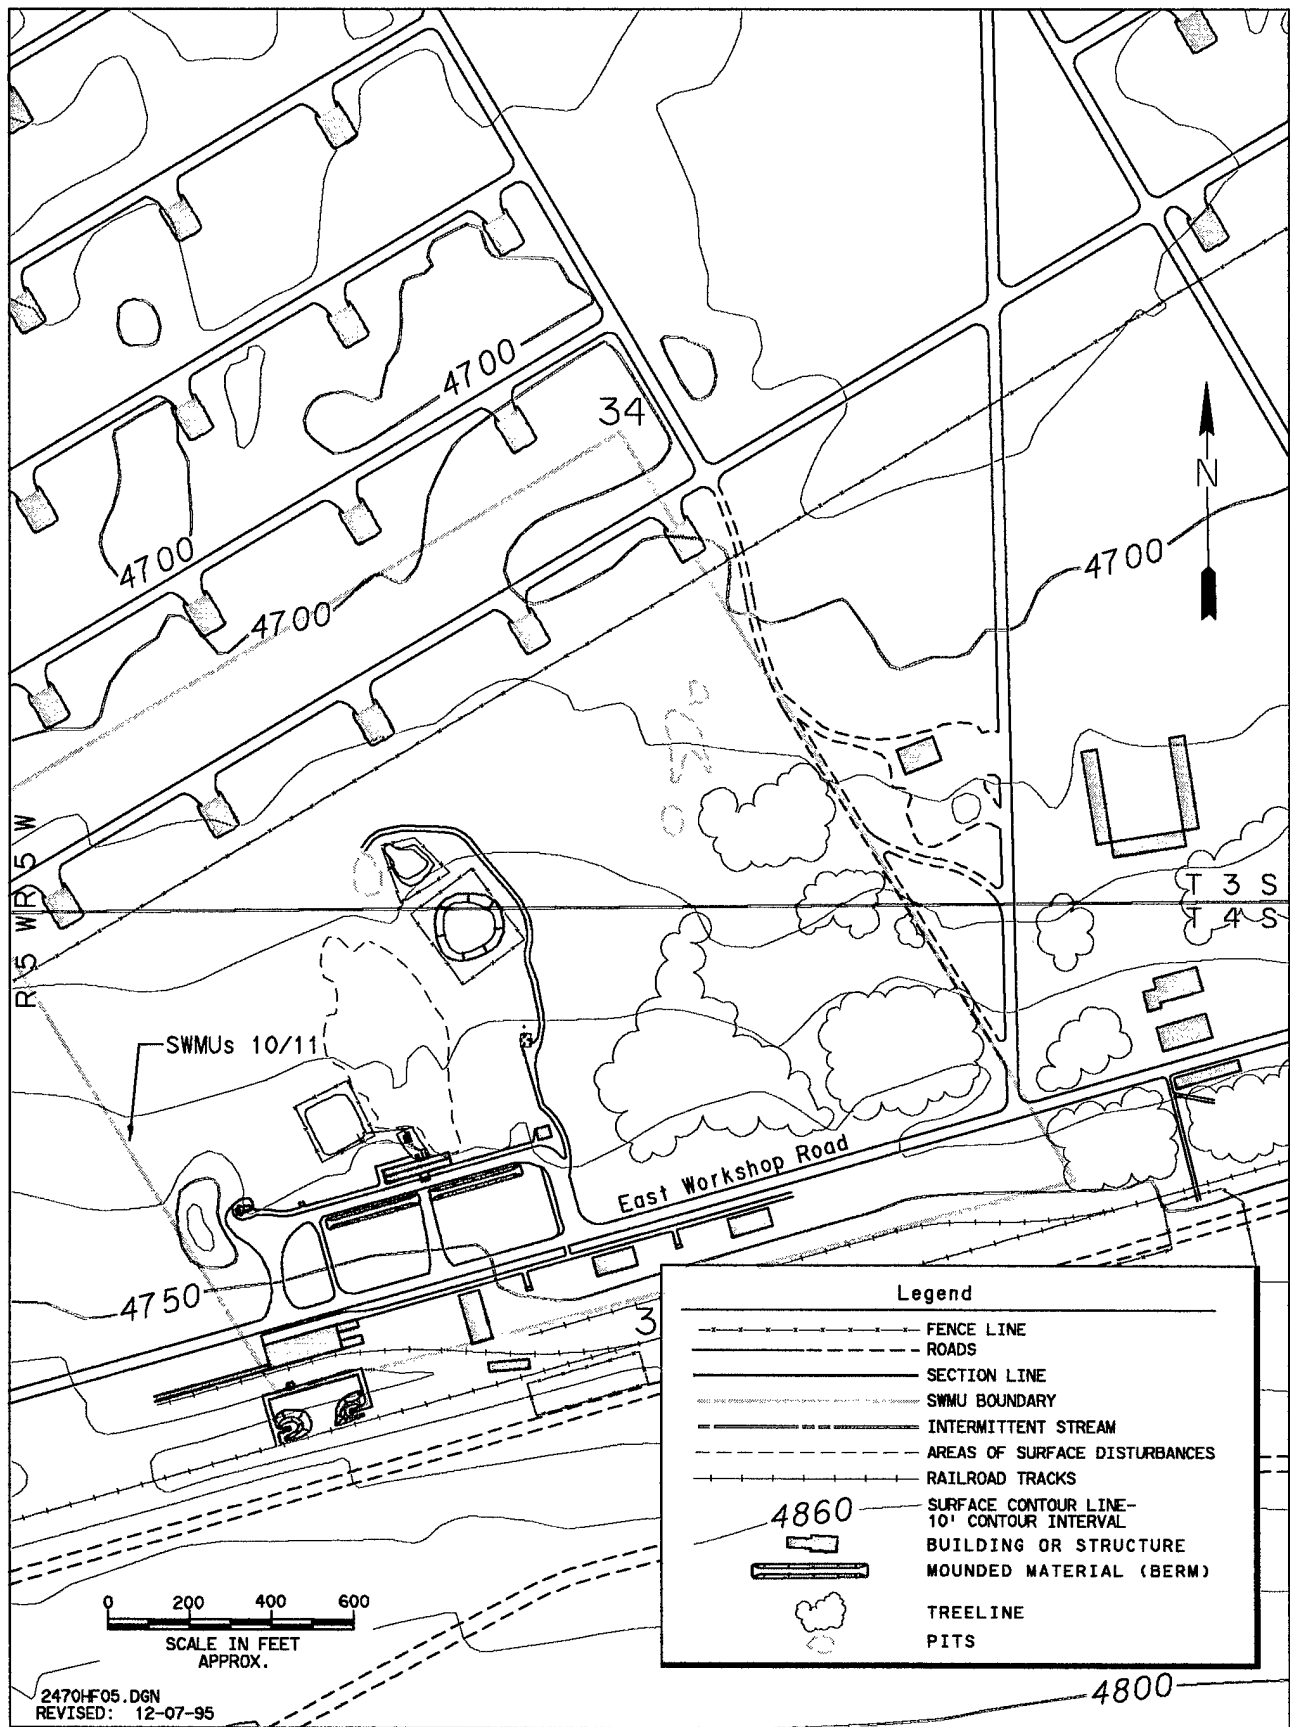 4700
34
N
4700
4700
4700
R 5 W
R 5 W
T 3 S
T 4 S
SWMUs 10/11
East Workshop Road
4750
3
Legend
FENCE LINE
ROADS
SECTION LINE
SWMU BOUNDARY
INTERMITTENT STREAM
AREAS OF SURFACE DISTURBANCES
RAILROAD TRACKS
4860
SURFACE CONTOUR LINE-
10' CONTOUR INTERVAL
BUILDING OR STRUCTURE
MOUNDED MATERIAL (BERM)
TREELINE
PITS
0 200 400 600
SCALE IN FEET
APPROX.
4800
2470HF05.DGN
REVISED: 12-07-95